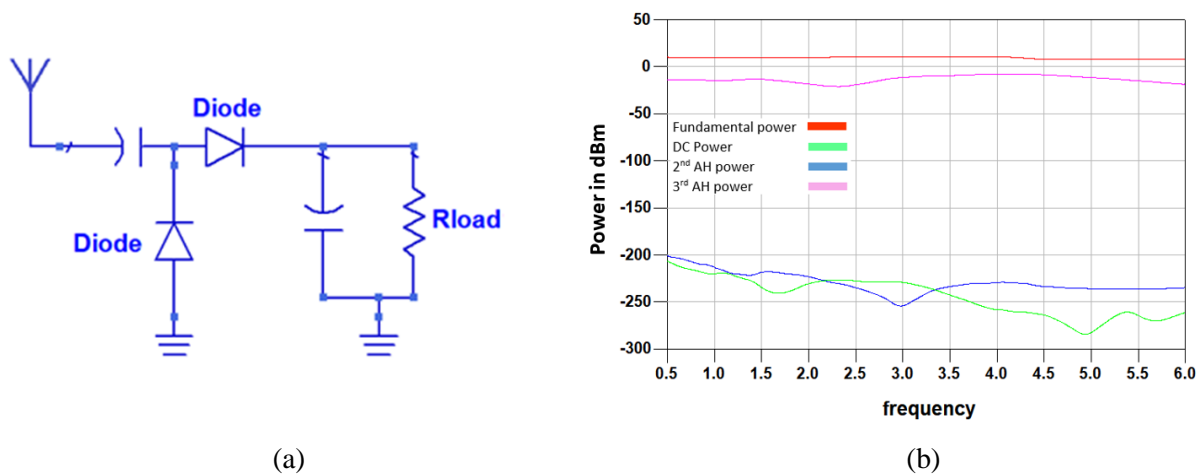 Diode
Diode
Rload
(a)
Power in dBm
50
0
-50
-100
-150
-200
-250
-300
Fundamental power
DC Power
2nd AH power
3rd AH power
0.5 1.0 1.5 2.0 2.5 3.0 3.5 4.0 4.5 5.0 5.5 6.0
frequency
(b)